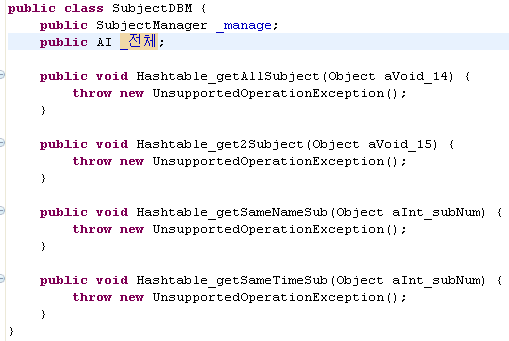 public class SubjectDBM {
    public SubjectManager _manage;
    public AI _전체;
    public void Hashtable_getAllSubject(Object aVoid_14) {
        throw new UnsupportedOperationException();
    }
    public void Hashtable_get2Subject(Object aVoid_15) {
        throw new UnsupportedOperationException();
    }
    public void Hashtable_getSameNameSub(Object aInt_subNum) {
        throw new UnsupportedOperationException();
    }
    public void Hashtable_getSameTimeSub(Object aInt_subNum) {
        throw new UnsupportedOperationException();
    }
}